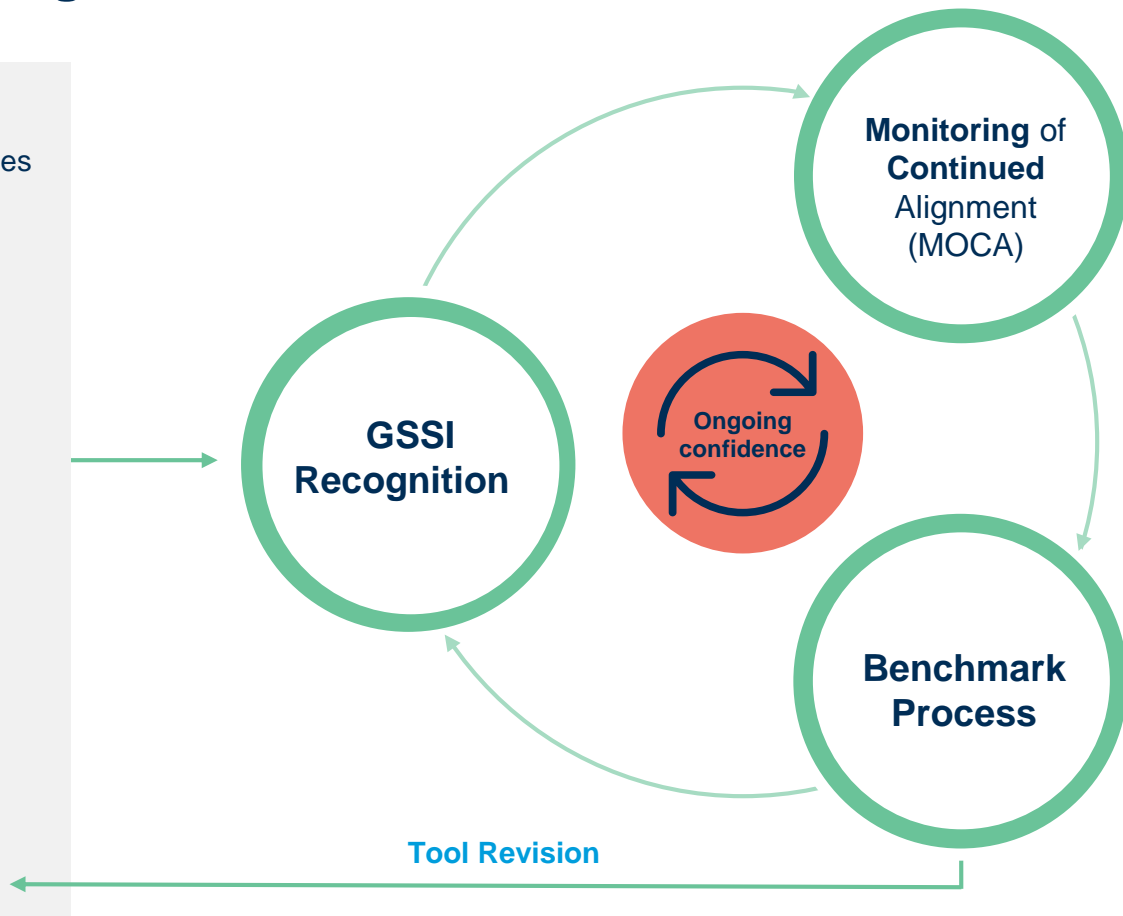 g
es
Monitoring of
Continued
Alignment
(MOCA)
GSSI
Recognition
Ongoing
confidence
Benchmark
Process
Tool Revision